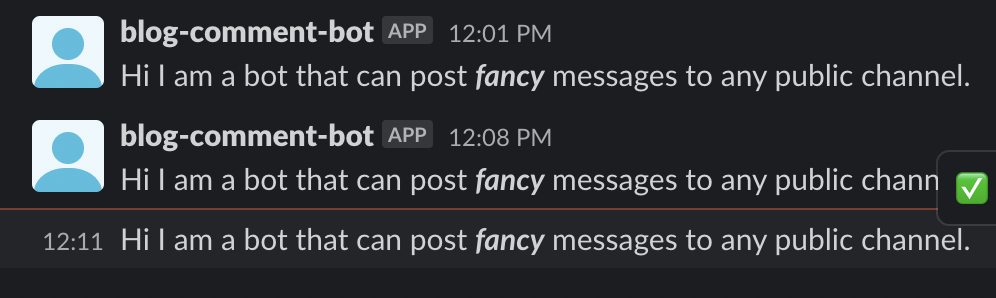 blog-comment-bot APP 12:01 PM
Hi I am a bot that can post fancy messages to any public channel.
blog-comment-bot APP 12:08 PM
Hi I am a bot that can post fancy messages to any public chann
12:11 Hi I am a bot that can post fancy messages to any public channel.